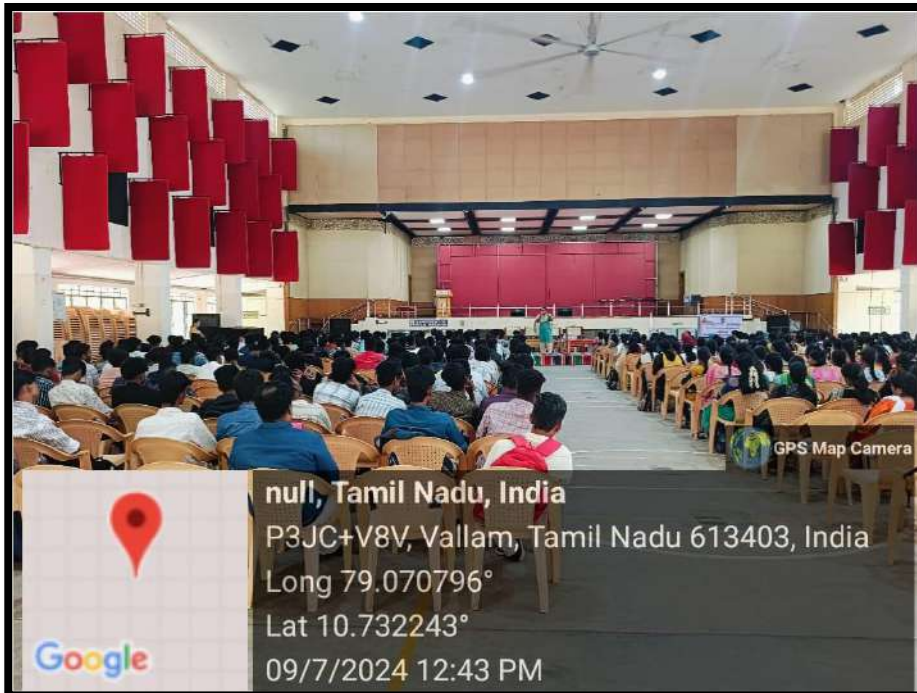 GPS Map Camera
null, Tamil Nadu, India
P3JC+V8V, Vallam, Tamil Nadu 613403, India
Long 79.070796°
Lat 10.732243°
09/7/2024 12:43 PM
Google